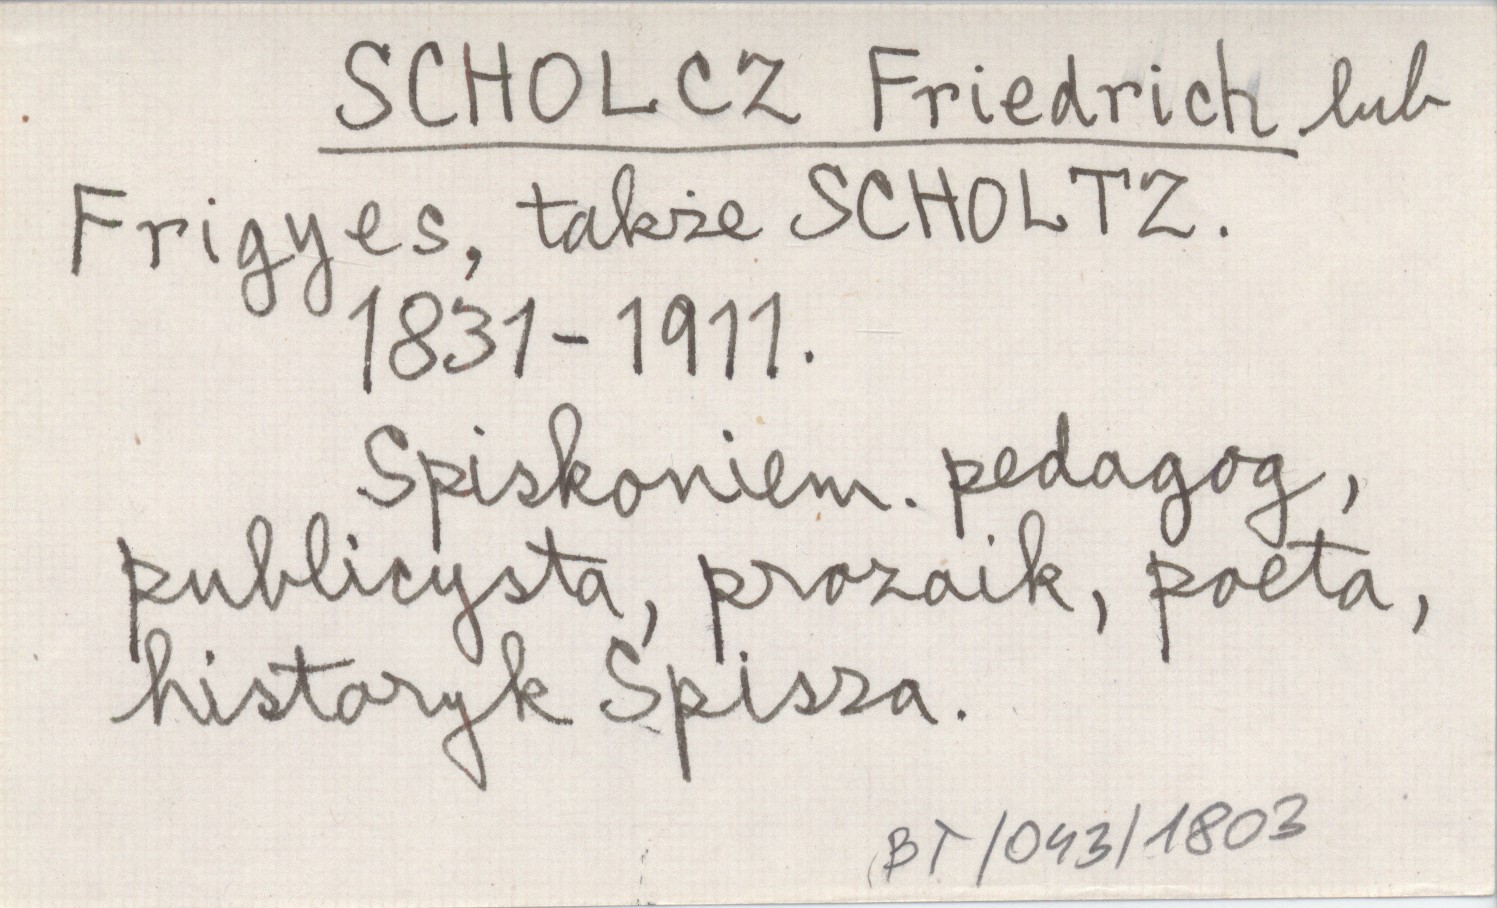 SCHOLCZ Friedrich lub
Frigyes, także SCHOLTZ.
1831-1911.
Spiskoniem. pedagog,
publicysta, prozaik, poeta,
historyk Spisza.
BT/043/1803